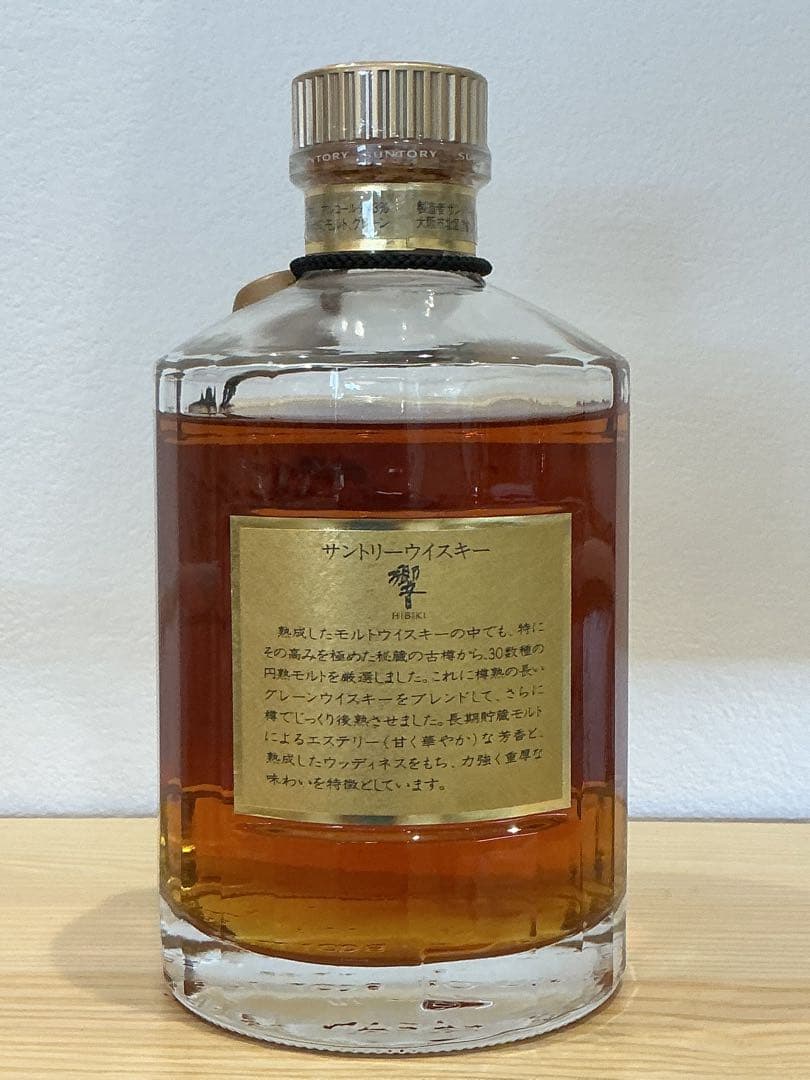 SUNTORY
モルト、グレーン
サントリーウイスキー
響
HIBIKI
熟成したモルトウイスキーの中でも、特に
その高みを極めた秘蔵の古樽から、30数種の
円熟モルトを厳選しました。これに樽熟の長い
グレーンウイスキーをブレンドして、さらに
樽でじっくり後熟させました。長期貯蔵モルト
によるエステリー(甘く華やか)な芳香と、
熟成したウッディネスをもち、力強く重厚な
味わいを特徴としています。